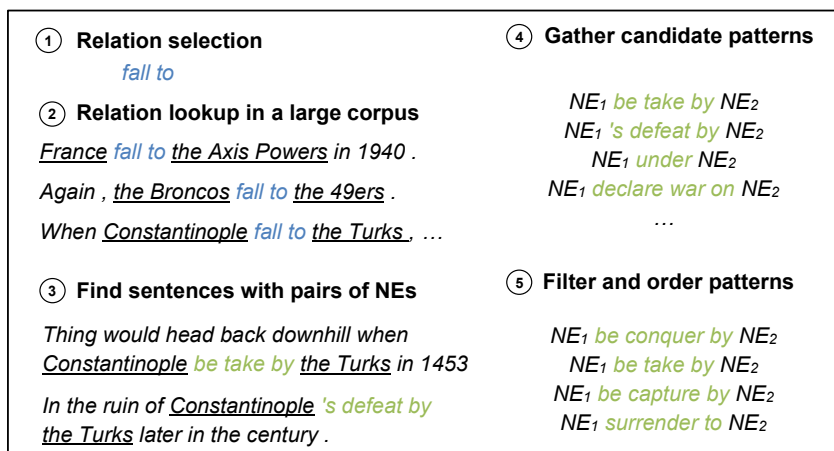 1 Relation selection
fall to
2 Relation lookup in a large corpus
France fall to the Axis Powers in 1940 .
Again , the Broncos fall to the 49ers .
When Constantinople fall to the Turks , …
3 Find sentences with pairs of NEs
Thing would head back downhill when
Constantinople be take by the Turks in 1453
In the ruin of Constantinople 's defeat by
the Turks later in the century .
4 Gather candidate patterns
NE1 be take by NE2
NE1 's defeat by NE2
NE1 under NE2
NE1 declare war on NE2
…
5 Filter and order patterns
NE1 be conquer by NE2
NE1 be take by NE2
NE1 be capture by NE2
NE1 surrender to NE2